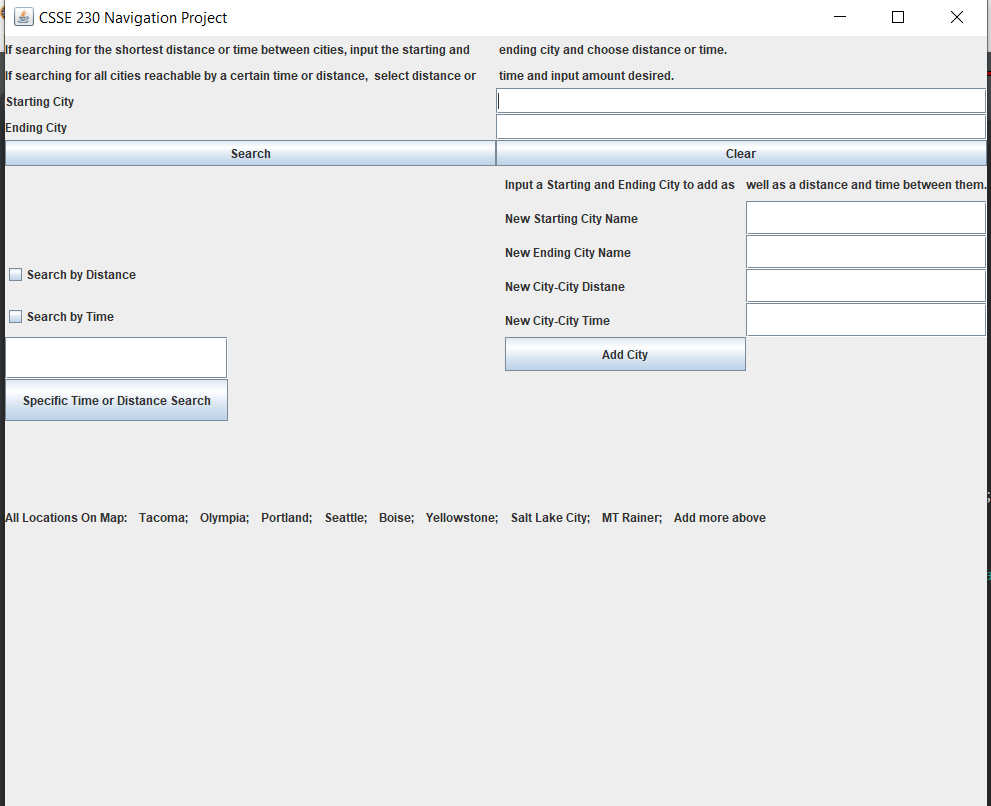 CSSE 230 Navigation Project
If searching for the shortest distance or time between cities, input the starting and ending city and choose distance or time.
If searching for all cities reachable by a certain time or distance, select distance or time and input amount desired.
Starting City
Ending City
Search Clear
Input a Starting and Ending City to add as well as a distance and time between them.
New Starting City Name
New Ending City Name
Search by Distance
New City-City Distane
Search by Time
New City-City Time
Add City
Specific Time or Distance Search
All Locations On Map: Tacoma; Olympia; Portland; Seattle; Boise; Yellowstone; Salt Lake City; MT Rainer; Add more above